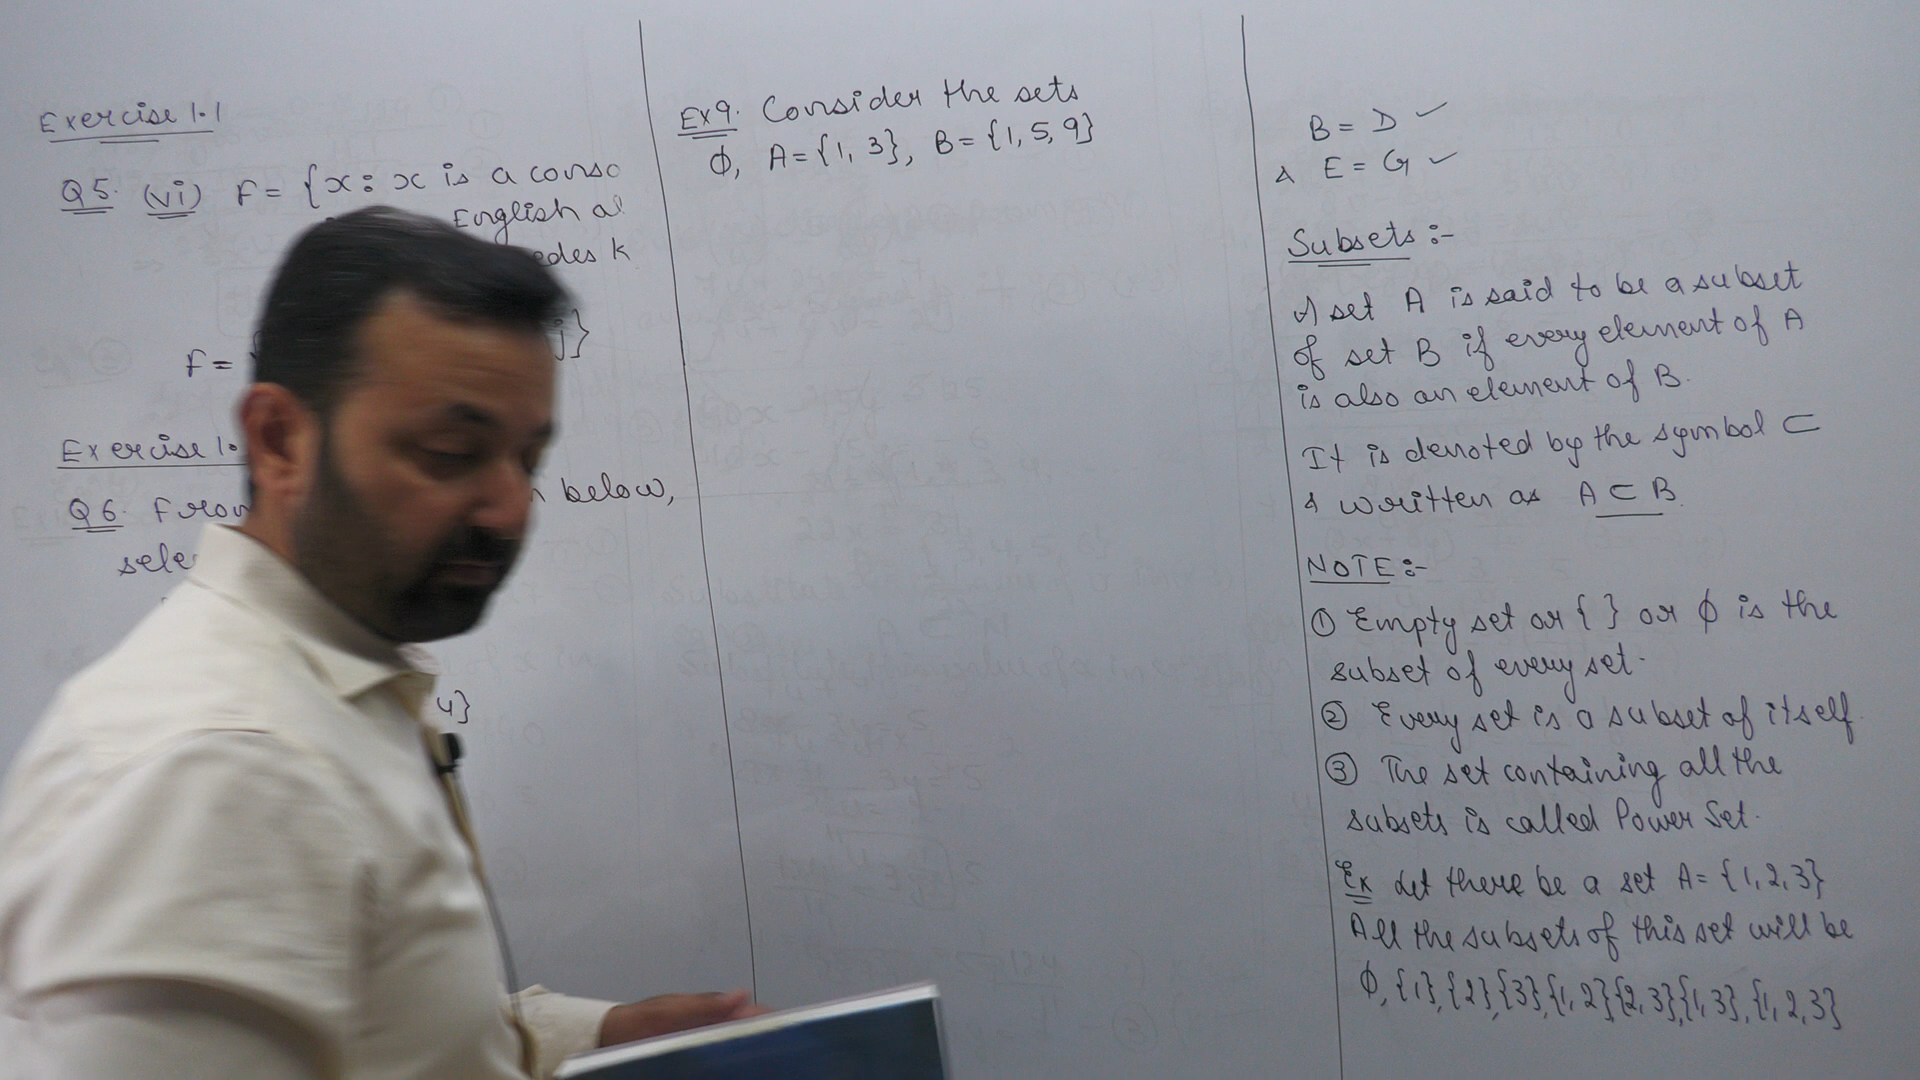 Exercise 1.1
Q5. (vi) F = {x : x is a
English
F =
j}
Exercise 1.
Q6.
below,
4}
Ex9. Consider the sets
ϕ, A = {1, 3}, B = {1, 5, 9}
B = D ✓
& E = G ✓
Subsets :-
A set A is said to be a subset
of set B if every element of A
is also an element of B.
It is denoted by the symbol ⊂
& written as A ⊂ B.
NOTE :-
① Empty set or { } or ϕ is the
subset of every set.
② Every set is a subset of itself.
③ The set containing all the
subsets is called Power Set.
Ex Let there be a set A = {1, 2, 3}
All the subsets of this set will be
ϕ, {1}, {2}, {3}, {1, 2}, {2, 3}, {1, 3}, {1, 2, 3}